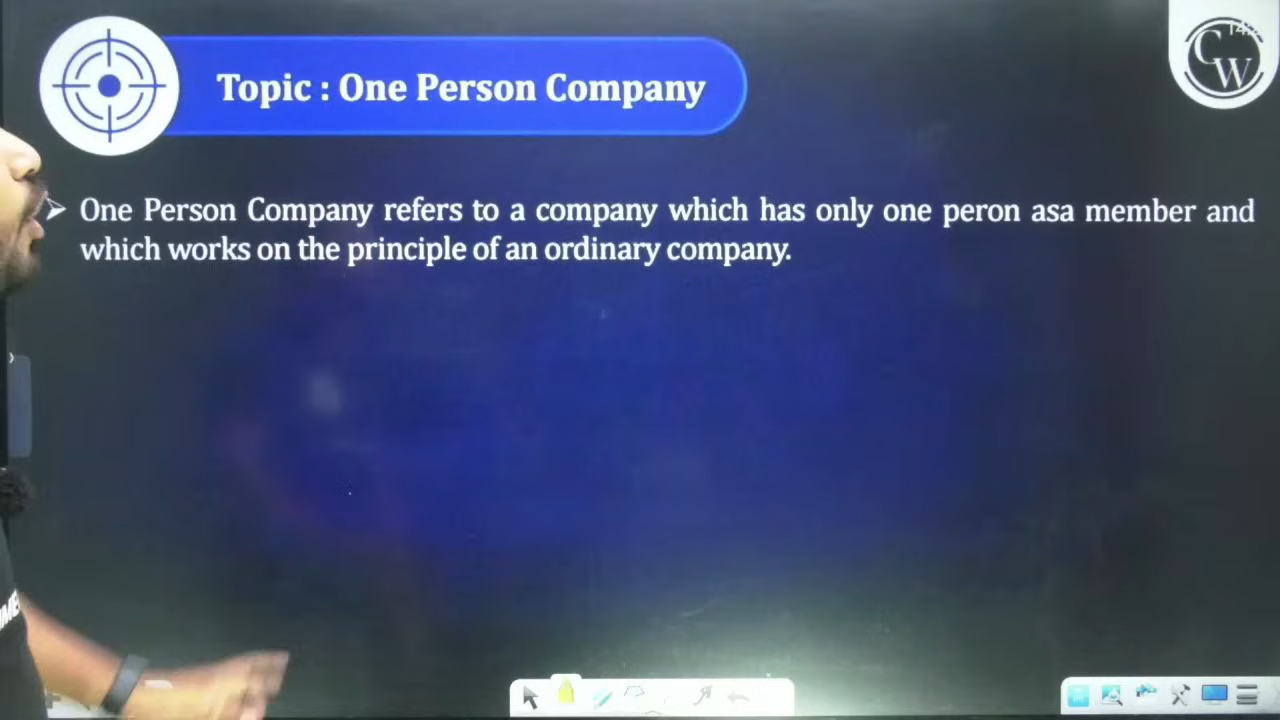 Topic : One Person Company
CW
One Person Company refers to a company which has only one peron asa member and
which works on the principle of an ordinary company.